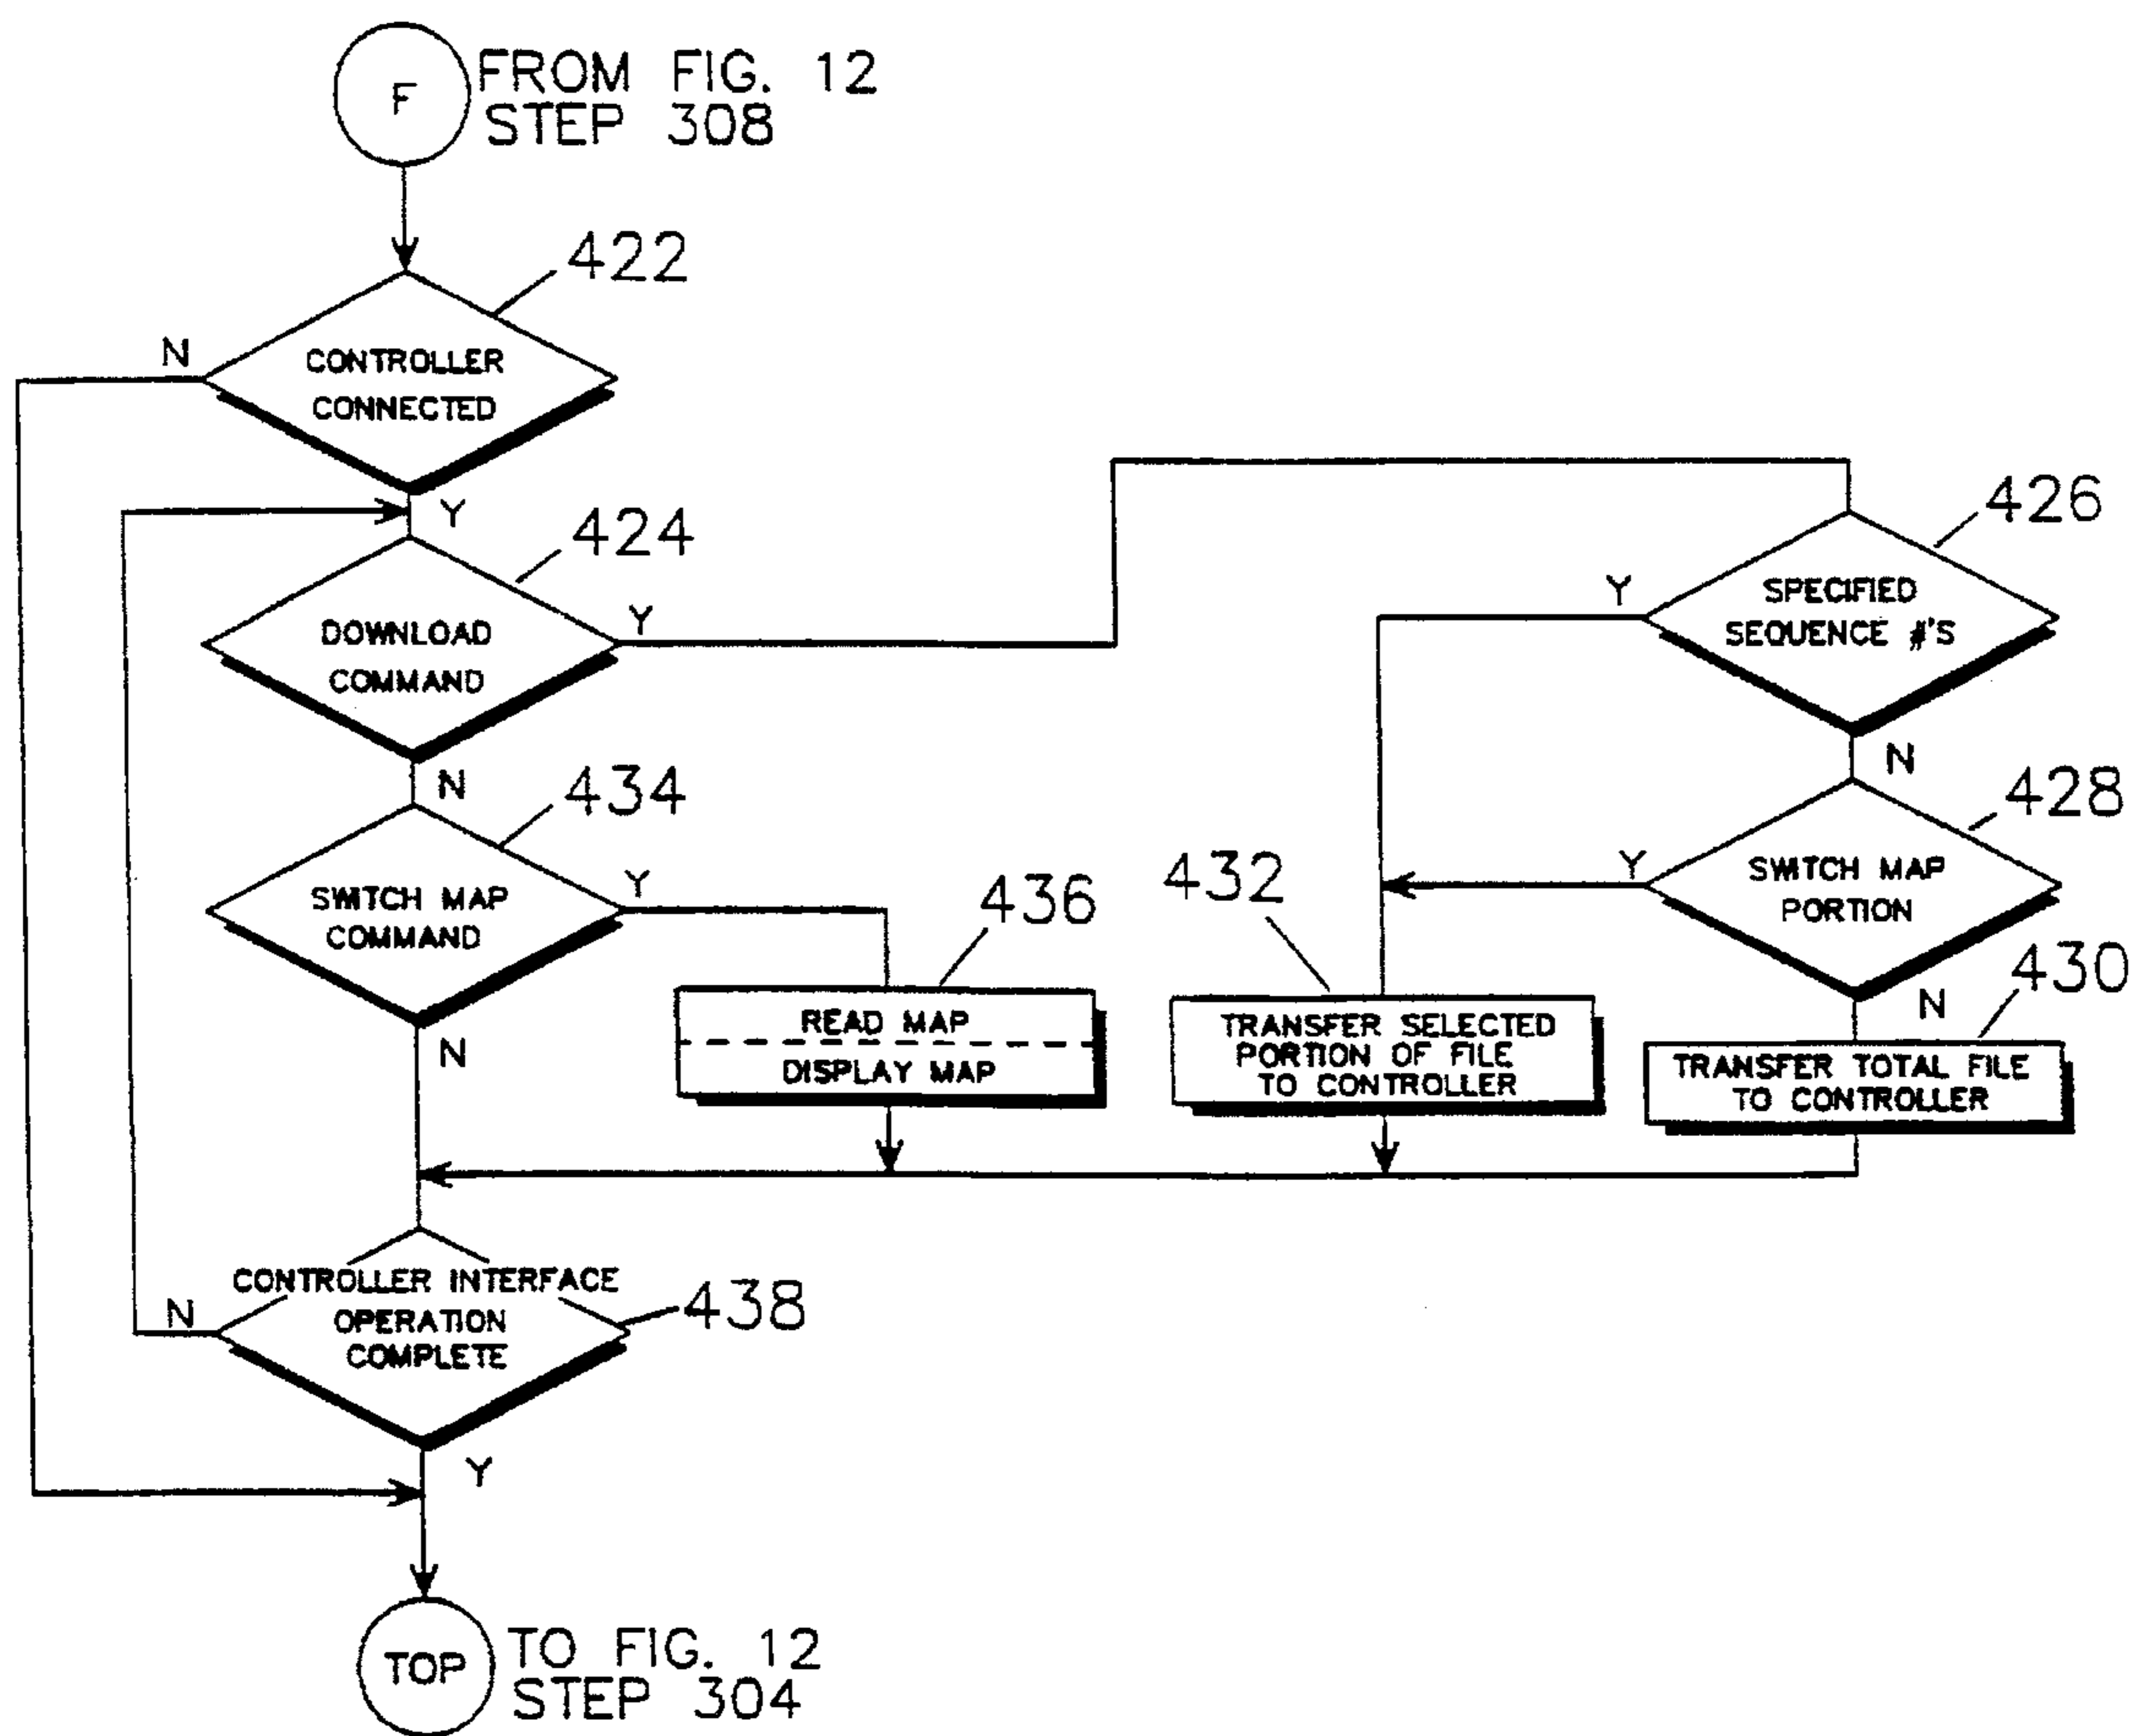 F
FROM FIG. 12
STEP 308
422
N
CONTROLLER
CONNECTED
Y
424
DOWNLOAD
COMMAND
Y
N
426
SPECIFIED
SEQUENCE #'S
Y
N
434
SWITCH MAP
COMMAND
Y
N
428
SWITCH MAP
PORTION
Y
N
436
READ MAP
DISPLAY MAP
432
TRANSFER SELECTED
PORTION OF FILE
TO CONTROLLER
430
TRANSFER TOTAL FILE
TO CONTROLLER
438
CONTROLLER INTERFACE
OPERATION
COMPLETE
N
Y
TOP
TO FIG. 12
STEP 304